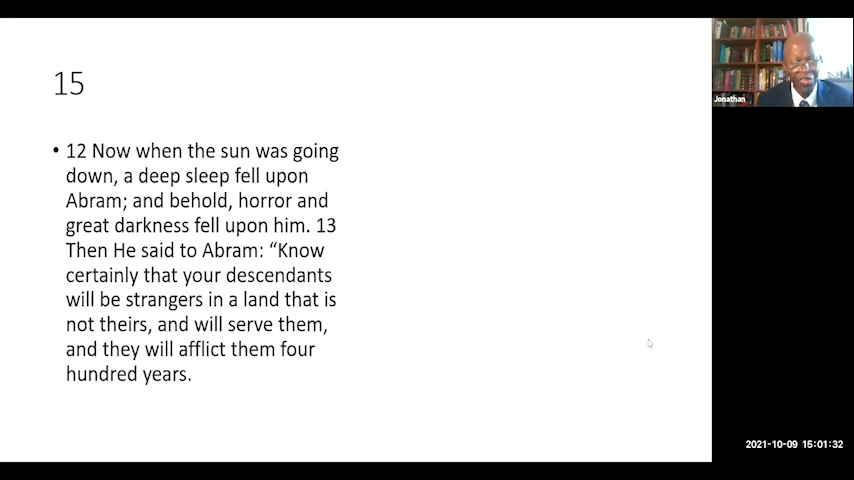 15
• 12 Now when the sun was going
down, a deep sleep fell upon
Abram; and behold, horror and
great darkness fell upon him. 13
Then He said to Abram: “Know
certainly that your descendants
will be strangers in a land that is
not theirs, and will serve them,
and they will afflict them four
hundred years.
Jonathan
2021-10-09 15:01:32